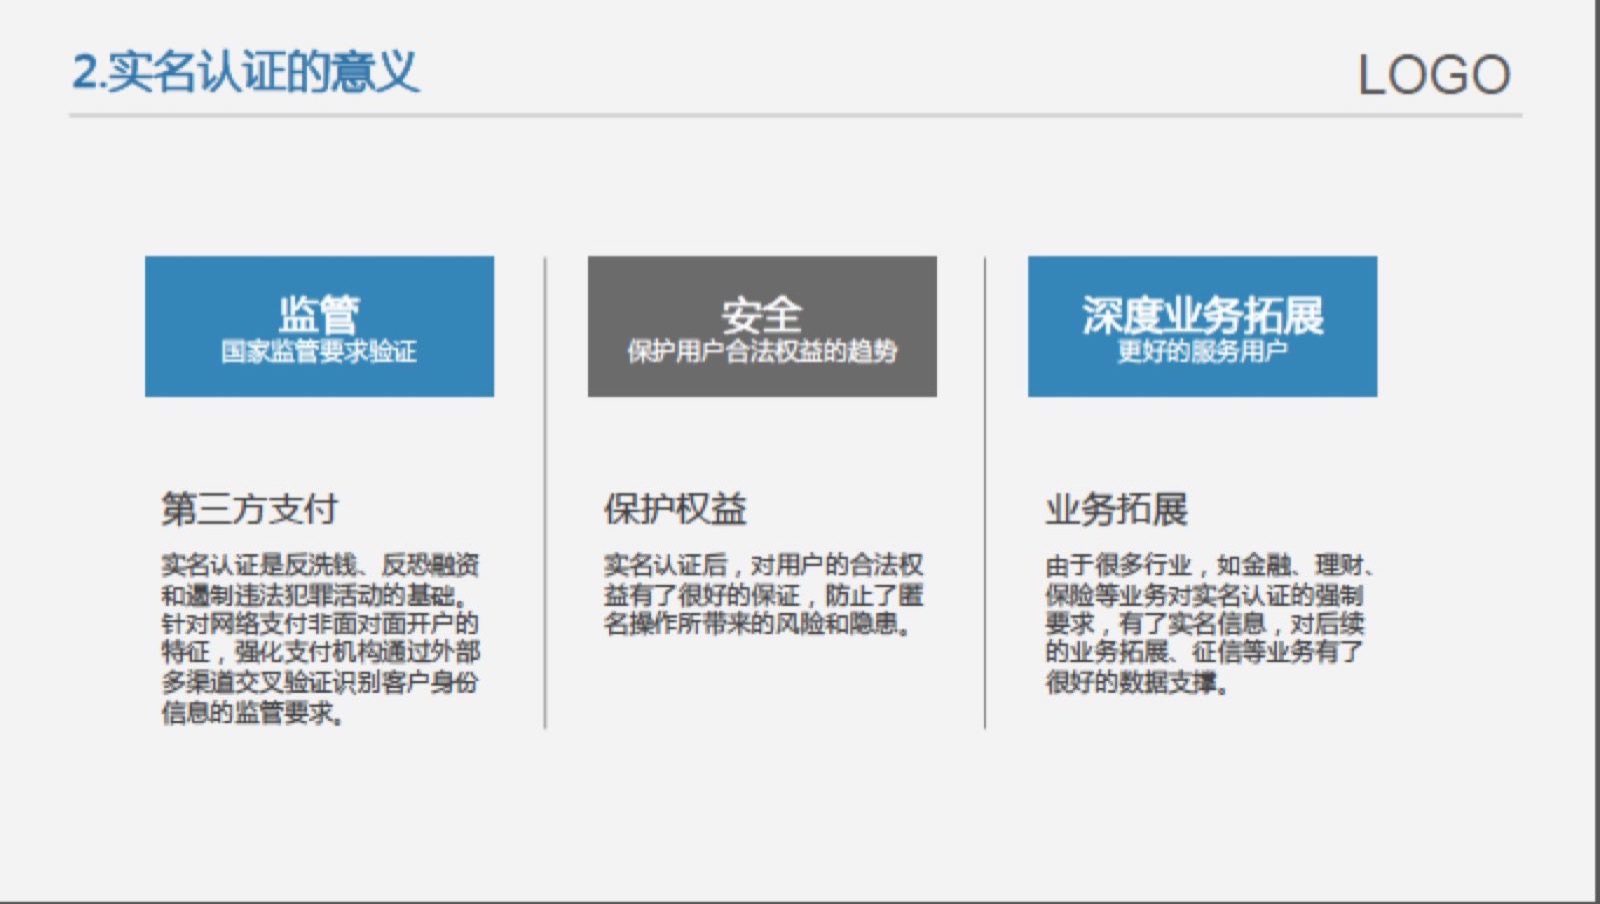 2.实名认证的意义
LOGO
监管
国家监管要求验证
安全
保护用户合法权益的趋势
深度业务拓展
更好的服务用户
第三方支付
实名认证是反洗钱、反恐融资
和遏制违法犯罪活动的基础。
针对网络支付非面对面开户的
特征，强化支付机构通过外部
多渠道交叉验证识别客户身份
信息的监管要求。
保护权益
实名认证后，对用户的合法权
益有了很好的保证，防止了匿
名操作所带来的风险和隐患。
业务拓展
由于很多行业，如金融、理财、
保险等业务对实名认证的强制
要求，有了实名信息，对后续
的业务拓展、征信等业务有了
很好的数据支撑。